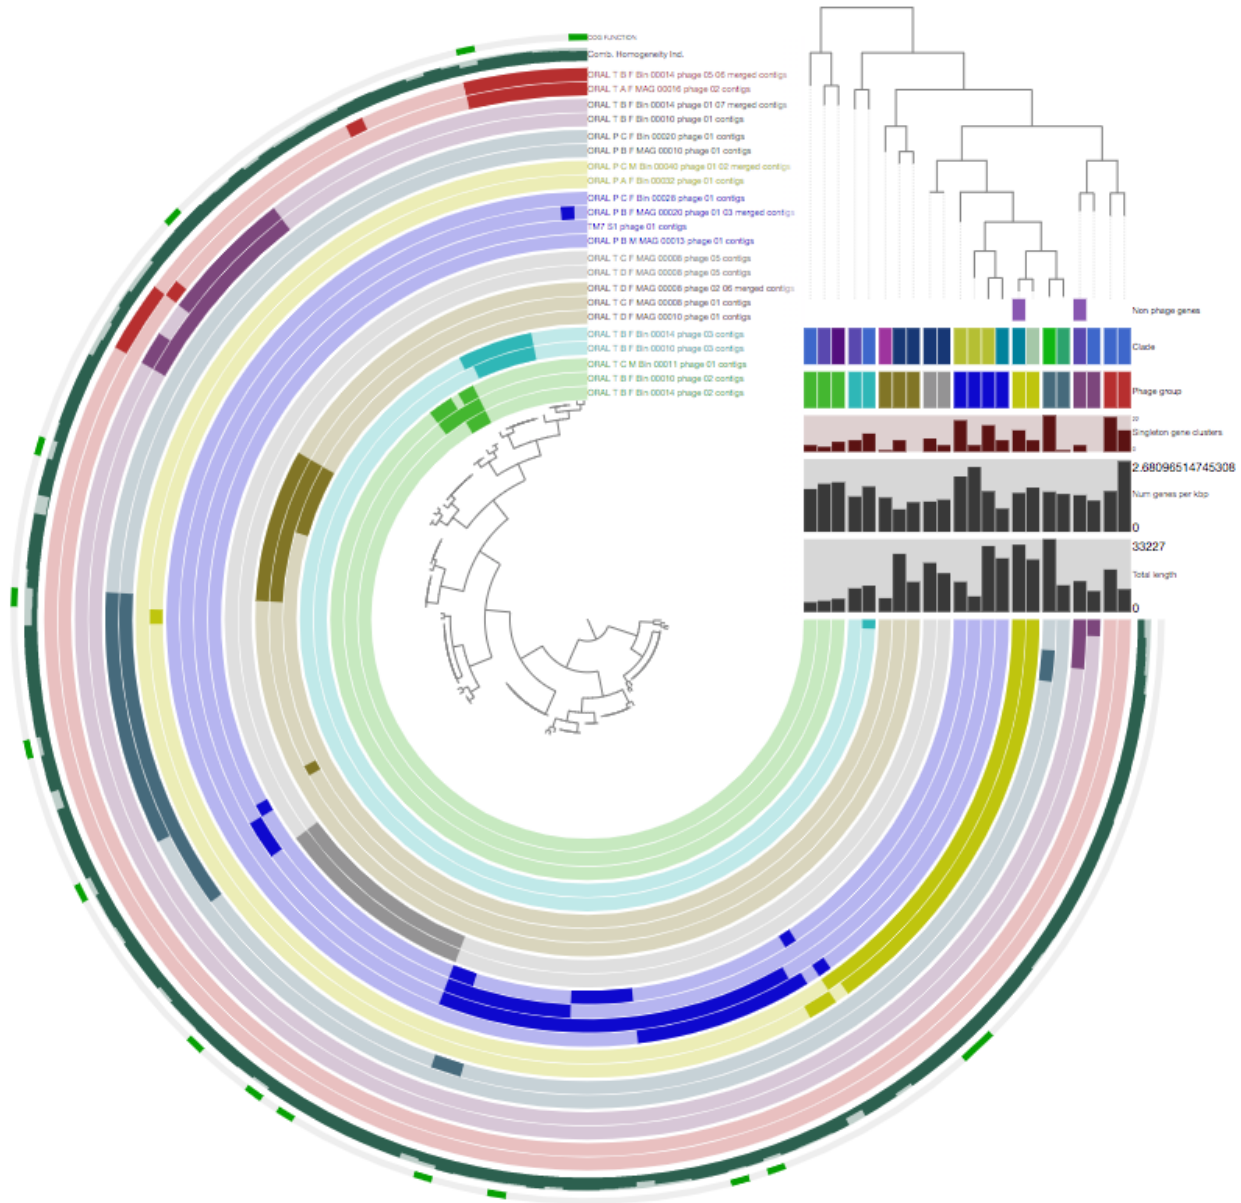 COG FUNCTION
Comb. Homogeneity Ind.
ORAL T B F Bin 00014 phage 05 06 merged contigs
ORAL T A F MAG 00016 phage 02 contigs
ORAL T B F Bin 00014 phage 01 07 merged contigs
ORAL T B F Bin 00010 phage 01 contigs
ORAL P C F Bin 00020 phage 01 contigs
ORAL P B F MAG 00010 phage 01 contigs
ORAL P C M Bin 00040 phage 01 02 merged contigs
ORAL P A F Bin 00032 phage 01 contigs
ORAL P C F Bin 00028 phage 01 contigs
ORAL P B F MAG 00020 phage 01 03 merged contigs
TM7 S1 phage 01 contigs
ORAL P B M MAG 00013 phage 01 contigs
ORAL T C F MAG 00008 phage 05 contigs
ORAL T D F MAG 00008 phage 05 contigs
ORAL T D F MAG 00008 phage 02 06 merged contigs
ORAL T C F MAG 00008 phage 01 contigs
ORAL T D F MAG 00010 phage 01 contigs
ORAL T B F Bin 00014 phage 03 contigs
ORAL T B F Bin 00010 phage 03 contigs
ORAL T C M Bin 00011 phage 01 contigs
ORAL T B F Bin 00010 phage 02 contigs
ORAL T B F Bin 00014 phage 02 contigs
Non phage genes
Clade
Phage group
22
Singleton gene clusters
0
2.68096514745308
Num genes per kbp
0
33227
Total length
0